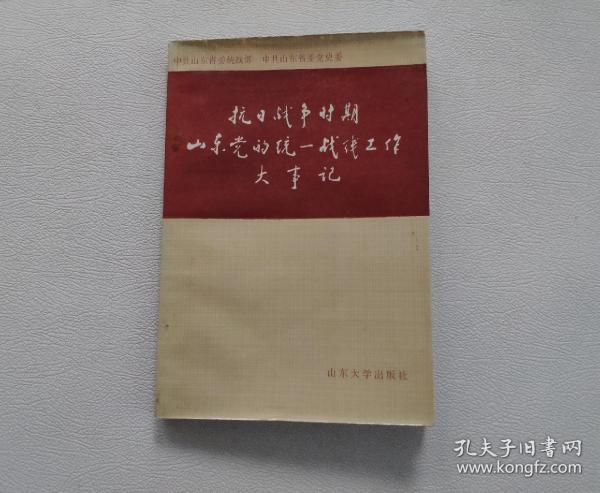 中共山东省委统战部 中共山东省委党史委
抗日战争时期
山东党的统一战线工作
大事记
山东大学出版社
孔夫子旧书网
www.kongfz.com